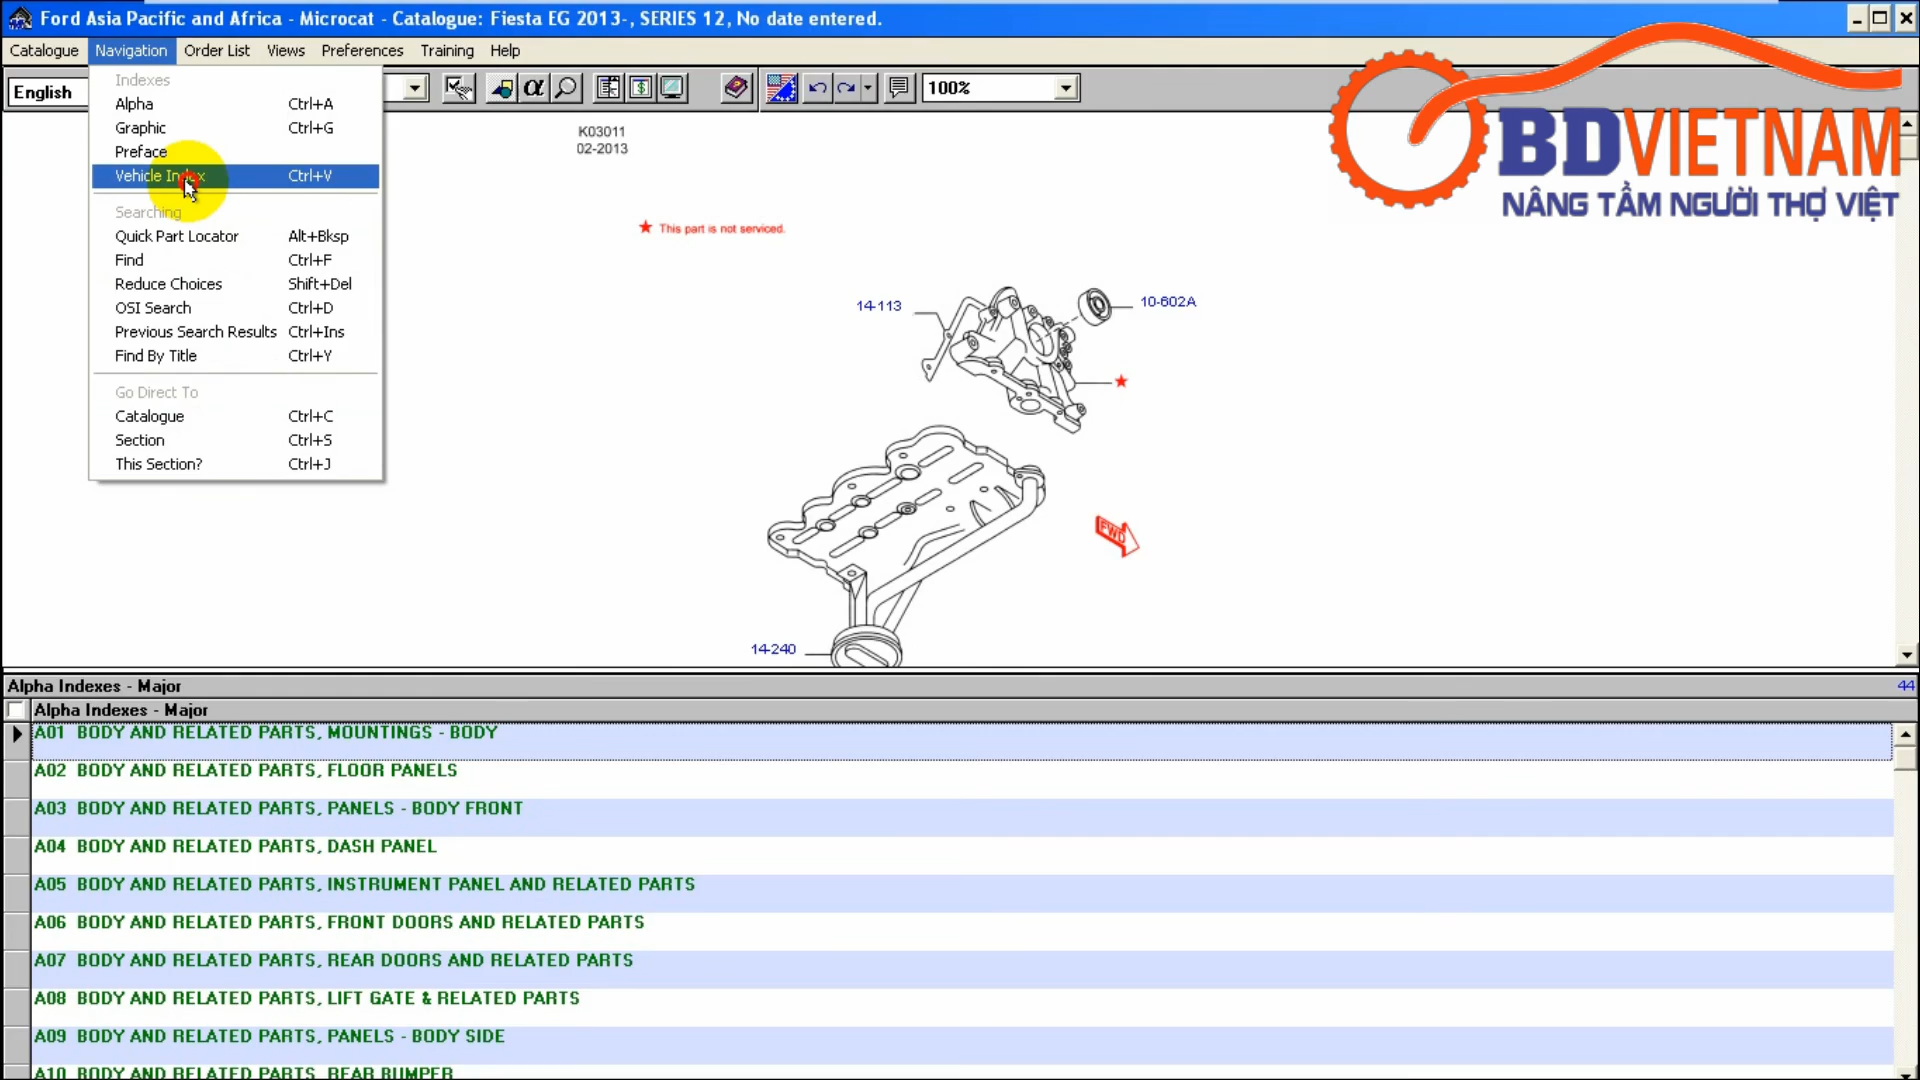 Ford Asia Pacific and Africa - Microcat - Catalogue: Fiesta EG 2013-, SERIES 12, No date entered.
Catalogue Navigation Order List Views Preferences Training Help
English
100%
Indexes
Alpha Ctrl+A
Graphic Ctrl+G
Preface
Vehicle Index Ctrl+V
Searching
Quick Part Locator Alt+Bksp
Find Ctrl+F
Reduce Choices Shift+Del
OSI Search Ctrl+D
Previous Search Results Ctrl+Ins
Find By Title Ctrl+Y
Go Direct To
Catalogue Ctrl+C
Section Ctrl+S
This Section? Ctrl+J
BDVIETNAM
NÂNG TẦM NGƯỜI THỢ VIỆT
K03011
02-2013
★ This part is not serviced.
14-113
10-602A
★
FWD
14-240
Alpha Indexes - Major 44
Alpha Indexes - Major
A01 BODY AND RELATED PARTS, MOUNTINGS - BODY
A02 BODY AND RELATED PARTS, FLOOR PANELS
A03 BODY AND RELATED PARTS, PANELS - BODY FRONT
A04 BODY AND RELATED PARTS, DASH PANEL
A05 BODY AND RELATED PARTS, INSTRUMENT PANEL AND RELATED PARTS
A06 BODY AND RELATED PARTS, FRONT DOORS AND RELATED PARTS
A07 BODY AND RELATED PARTS, REAR DOORS AND RELATED PARTS
A08 BODY AND RELATED PARTS, LIFT GATE & RELATED PARTS
A09 BODY AND RELATED PARTS, PANELS - BODY SIDE
A10 BODY AND RELATED PARTS, REAR BUMPER